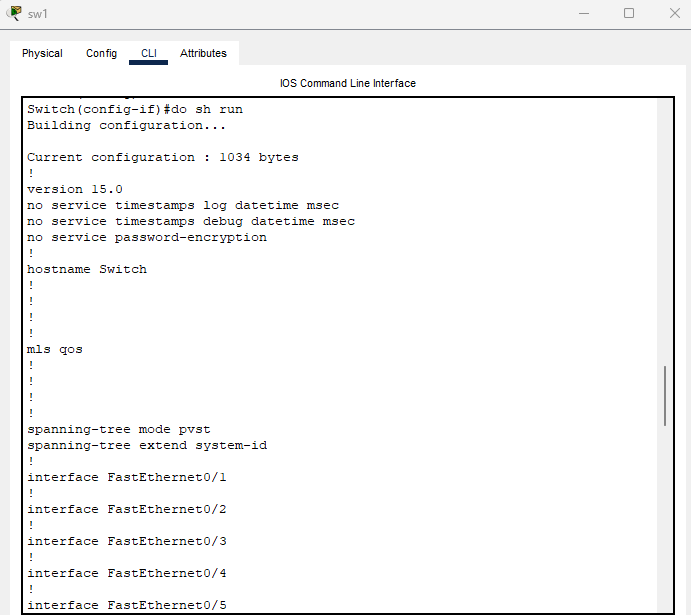 sw1
Physical Config CLI Attributes
IOS Command Line Interface
Switch(config-if)#do sh run
Building configuration...
Current configuration : 1034 bytes
!
version 15.0
no service timestamps log datetime msec
no service timestamps debug datetime msec
no service password-encryption
!
hostname Switch
!
!
!
!
mls qos
!
!
!
!
spanning-tree mode pvst
spanning-tree extend system-id
!
interface FastEthernet0/1
!
interface FastEthernet0/2
!
interface FastEthernet0/3
!
interface FastEthernet0/4
!
interface FastEthernet0/5